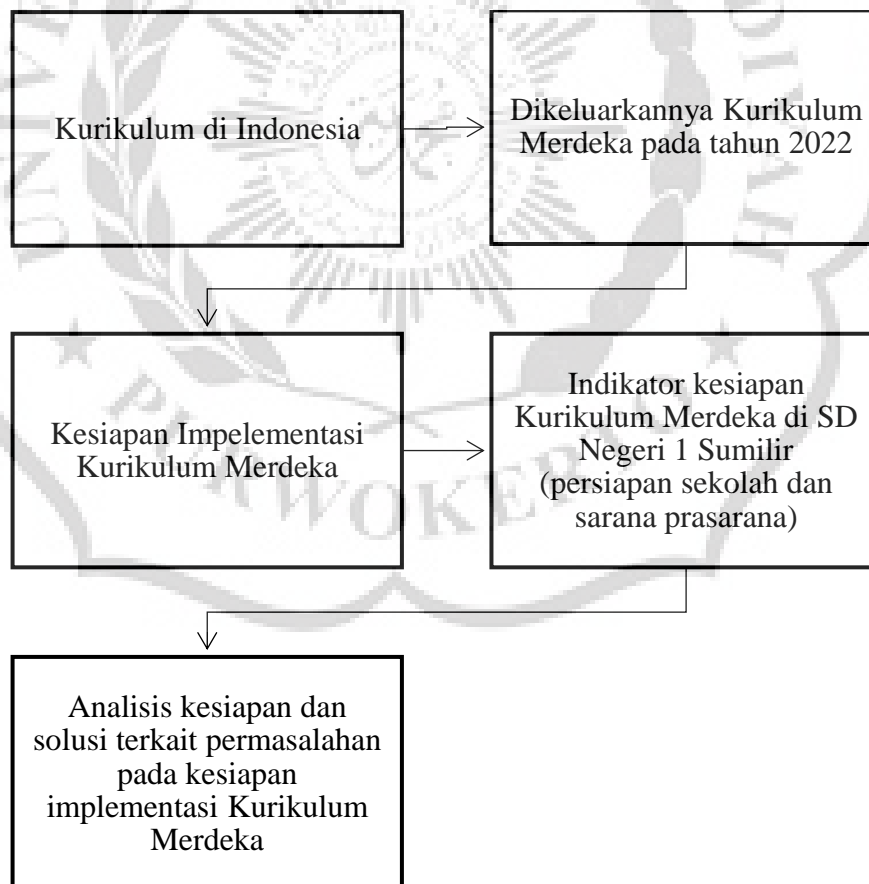 Kurikulum di Indonesia
Dikeluarkannya Kurikulum
Merdeka pada tahun 2022
Kesiapan Impelementasi
Kurikulum Merdeka
Indikator kesiapan
Kurikulum Merdeka di SD
Negeri 1 Sumilir
(persiapan sekolah dan
sarana prasarana)
Analisis kesiapan dan
solusi terkait permasalahan
pada kesiapan
implementasi Kurikulum
Merdeka
PURWOKERTO